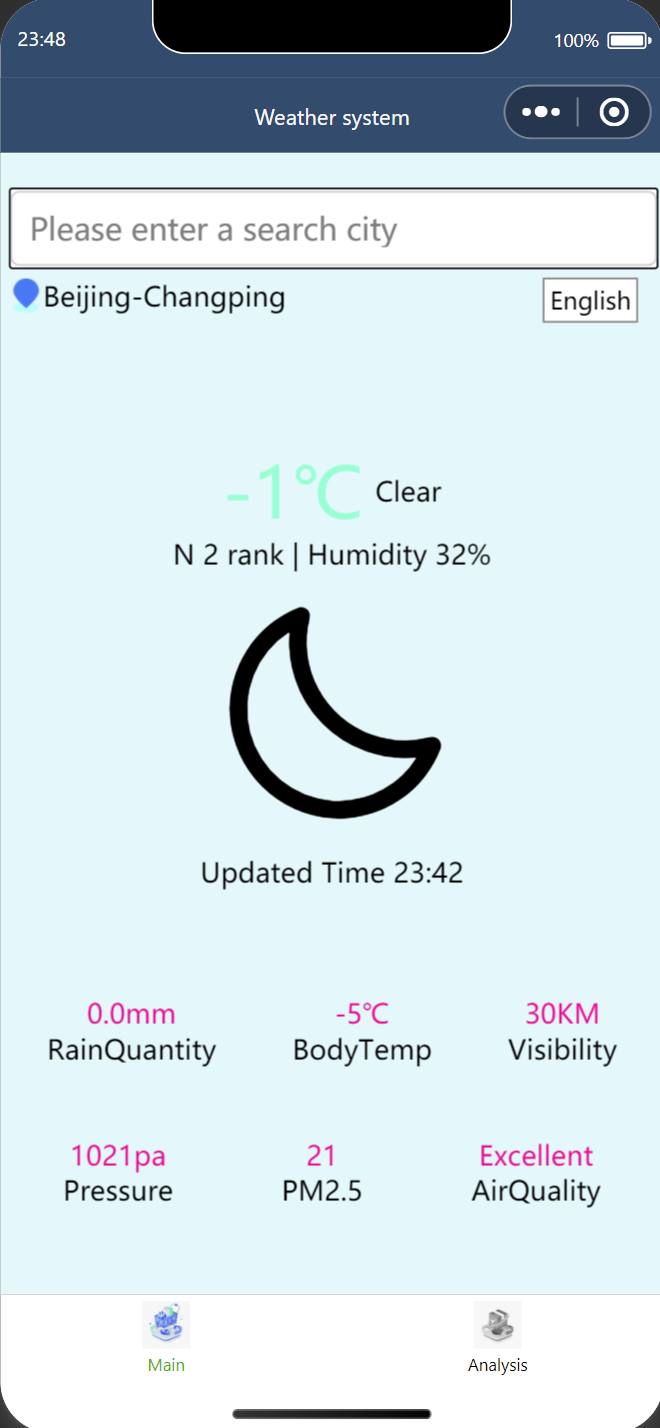 23:48
100%
Weather system
Please enter a search city
Beijing-Changping
English
-1℃ Clear
N 2 rank | Humidity 32%
Updated Time 23:42
0.0mm -5℃ 30KM
RainQuantity BodyTemp Visibility
1021pa 21 Excellent
Pressure PM2.5 AirQuality
Main Analysis